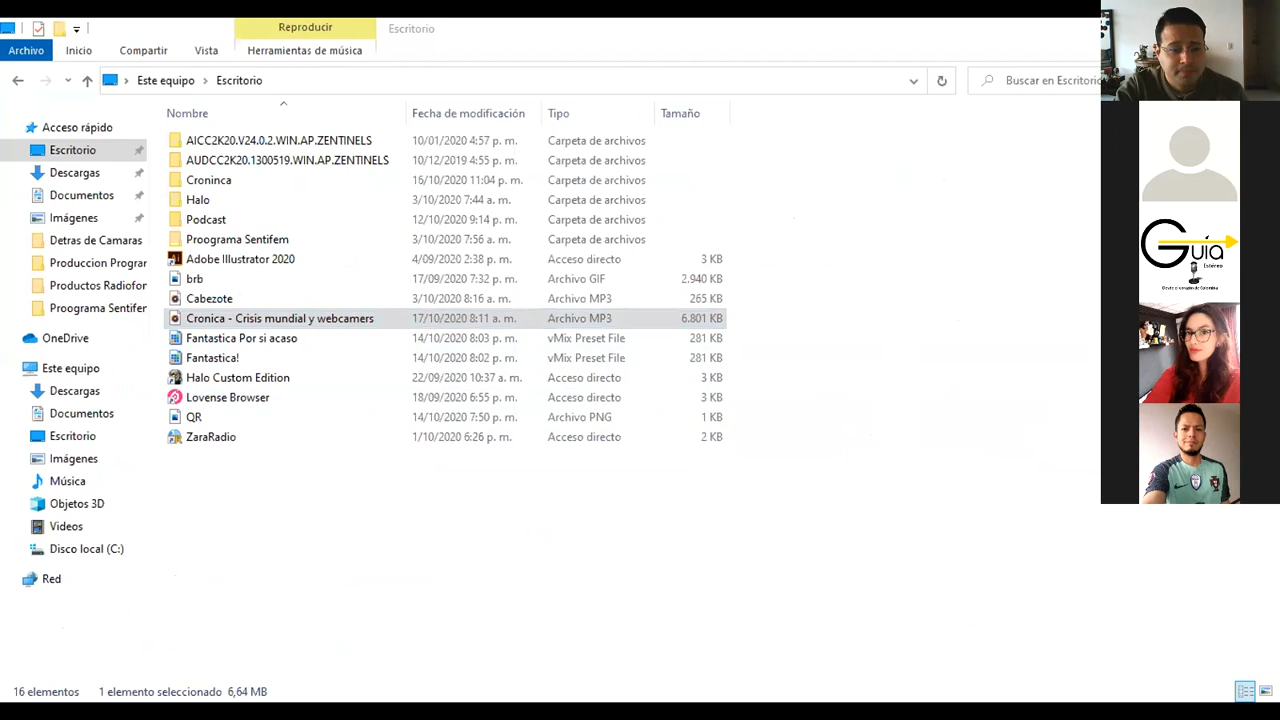 Reproducir
Escritorio
Archivo
Inicio
Compartir
Vista
Herramientas de música
Este equipo
Escritorio
Buscar en Escritorio
Nombre
Fecha de modificación
Tipo
Tamaño
Acceso rápido
Escritorio
Descargas
Documentos
Imágenes
Detras de Camaras
Produccion Prograr
Productos Radiofor
Programa Sentifer
OneDrive
Este equipo
Descargas
Documentos
Escritorio
Imágenes
Música
Objetos 3D
Videos
Disco local (C:)
Red
AICC2K20.V24.0.2.WIN.AP.ZENTINELS 10/01/2020 4:57 p. m. Carpeta de archivos
AUDCC2K20.1300519.WIN.AP.ZENTINELS 10/12/2019 4:55 p. m. Carpeta de archivos
Croninca 16/10/2020 11:04 p. m. Carpeta de archivos
Halo 3/10/2020 7:44 a. m. Carpeta de archivos
Podcast 12/10/2020 9:14 p. m. Carpeta de archivos
Proograma Sentifem 3/10/2020 7:56 a. m. Carpeta de archivos
Adobe Illustrator 2020 4/09/2020 2:38 p. m. Acceso directo 3 KB
brb 17/09/2020 7:32 p. m. Archivo GIF 2.940 KB
Cabezote 3/10/2020 8:16 a. m. Archivo MP3 265 KB
Cronica - Crisis mundial y webcamers 17/10/2020 8:11 a. m. Archivo MP3 6.801 KB
Fantastica Por si acaso 14/10/2020 8:03 p. m. vMix Preset File 281 KB
Fantastica! 14/10/2020 8:02 p. m. vMix Preset File 281 KB
Halo Custom Edition 22/09/2020 10:37 a. m. Acceso directo 3 KB
Lovense Browser 18/09/2020 6:55 p. m. Acceso directo 3 KB
QR 14/10/2020 7:50 p. m. Archivo PNG 1 KB
ZaraRadio 1/10/2020 6:26 p. m. Acceso directo 2 KB
Guía
Estéreo
Desde el corazón de Colombia
16 elementos
1 elemento seleccionado 6,64 MB